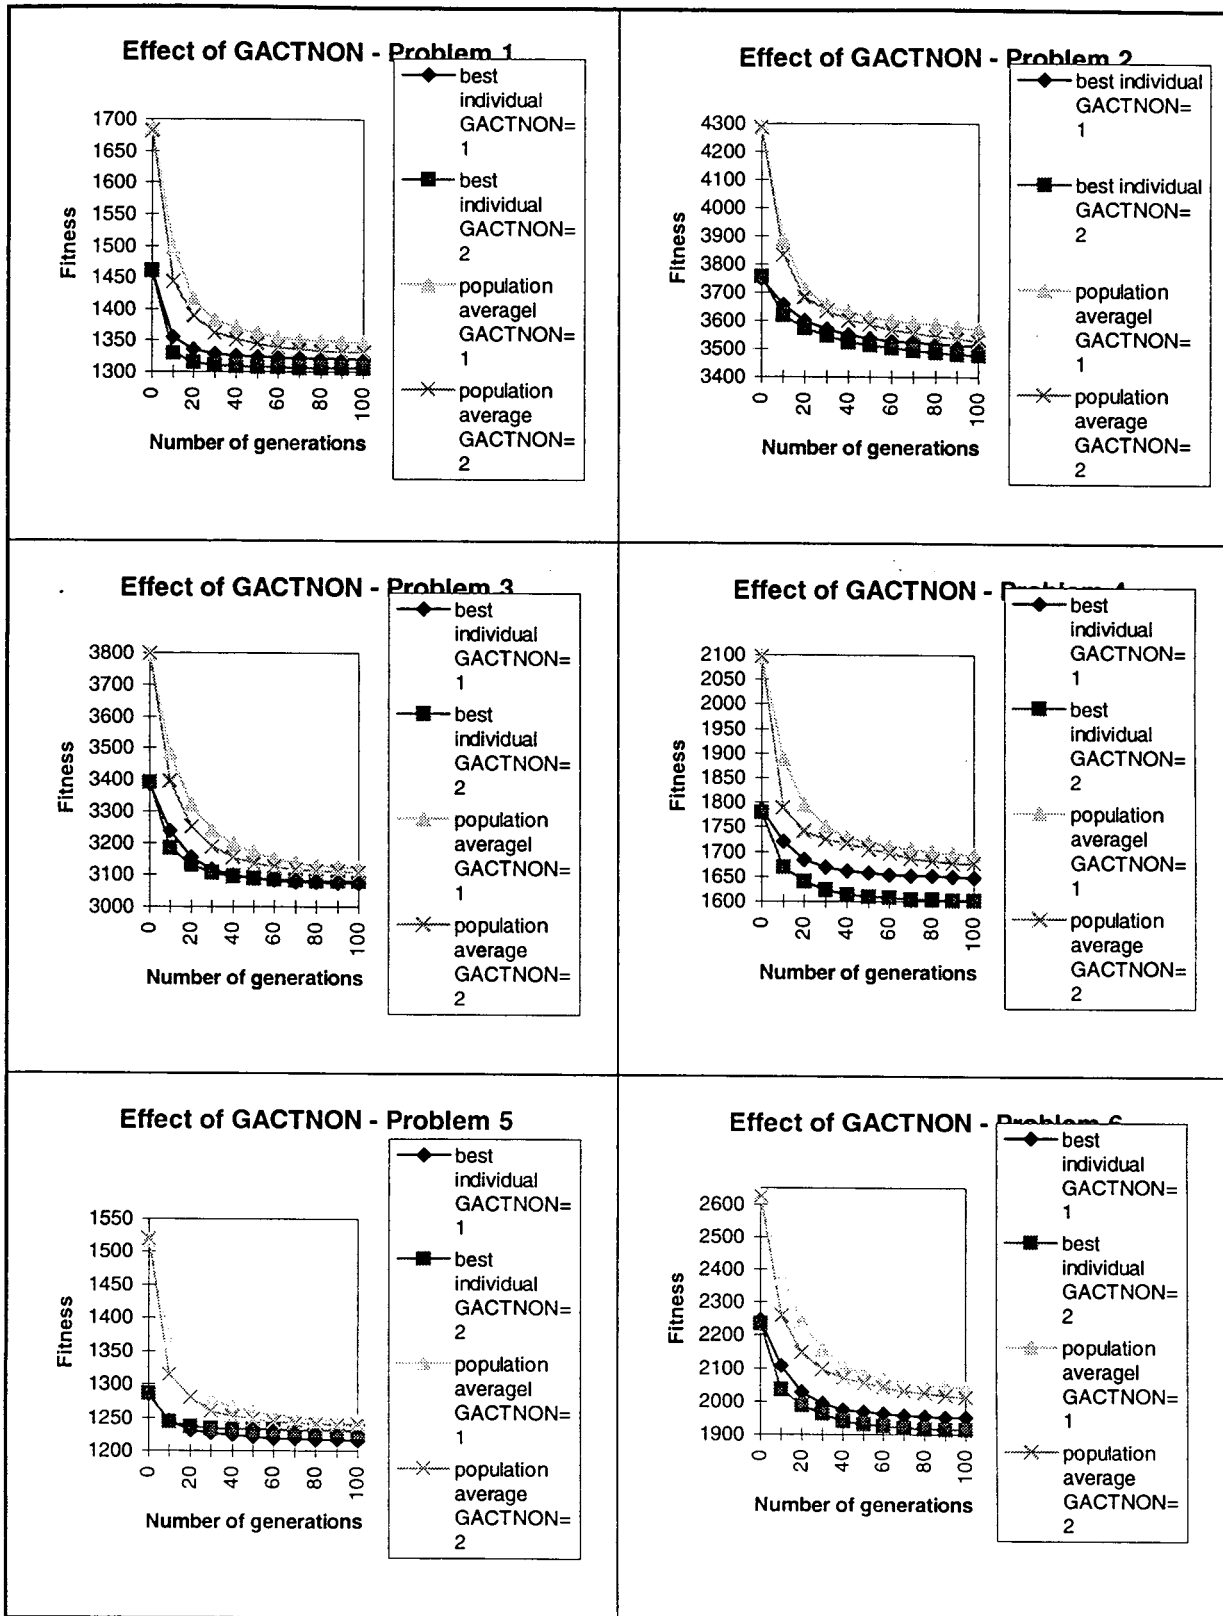 Effect of GACTNON - Problem 1
1700
1650
1600
1550
1500
1450
1400
1350
1300
Fitness
0
20
40
60
80
100
Number of generations
best
individual
GACTNON=
1
best
individual
GACTNON=
2
population
averagel
GACTNON=
1
population
average
GACTNON=
2
Effect of GACTNON - Problem 2
4300
4200
4100
4000
3900
3800
3700
3600
3500
3400
Fitness
0
20
40
60
80
100
Number of generations
best individual
GACTNON=
1
best individual
GACTNON=
2
population
averagel
GACTNON=
1
population
average
GACTNON=
2
Effect of GACTNON - Problem 3
3800
3700
3600
3500
3400
3300
3200
3100
3000
Fitness
0
20
40
60
80
100
Number of generations
best
individual
GACTNON=
1
best
individual
GACTNON=
2
population
averagel
GACTNON=
1
population
average
GACTNON=
2
Effect of GACTNON - Problem 4
2100
2050
2000
1950
1900
1850
1800
1750
1700
1650
1600
Fitness
0
20
40
60
80
100
Number of generations
best
individual
GACTNON=
1
best
individual
GACTNON=
2
population
averagel
GACTNON=
1
population
average
GACTNON=
2
Effect of GACTNON - Problem 5
1550
1500
1450
1400
1350
1300
1250
1200
Fitness
0
20
40
60
80
100
Number of generations
best
individual
GACTNON=
1
best
individual
GACTNON=
2
population
averagel
GACTNON=
1
population
average
GACTNON=
2
Effect of GACTNON - Problem 6
2600
2500
2400
2300
2200
2100
2000
1900
Fitness
0
20
40
60
80
100
Number of generations
best
individual
GACTNON=
1
best
individual
GACTNON=
2
population
averagel
GACTNON=
1
population
average
GACTNON=
2